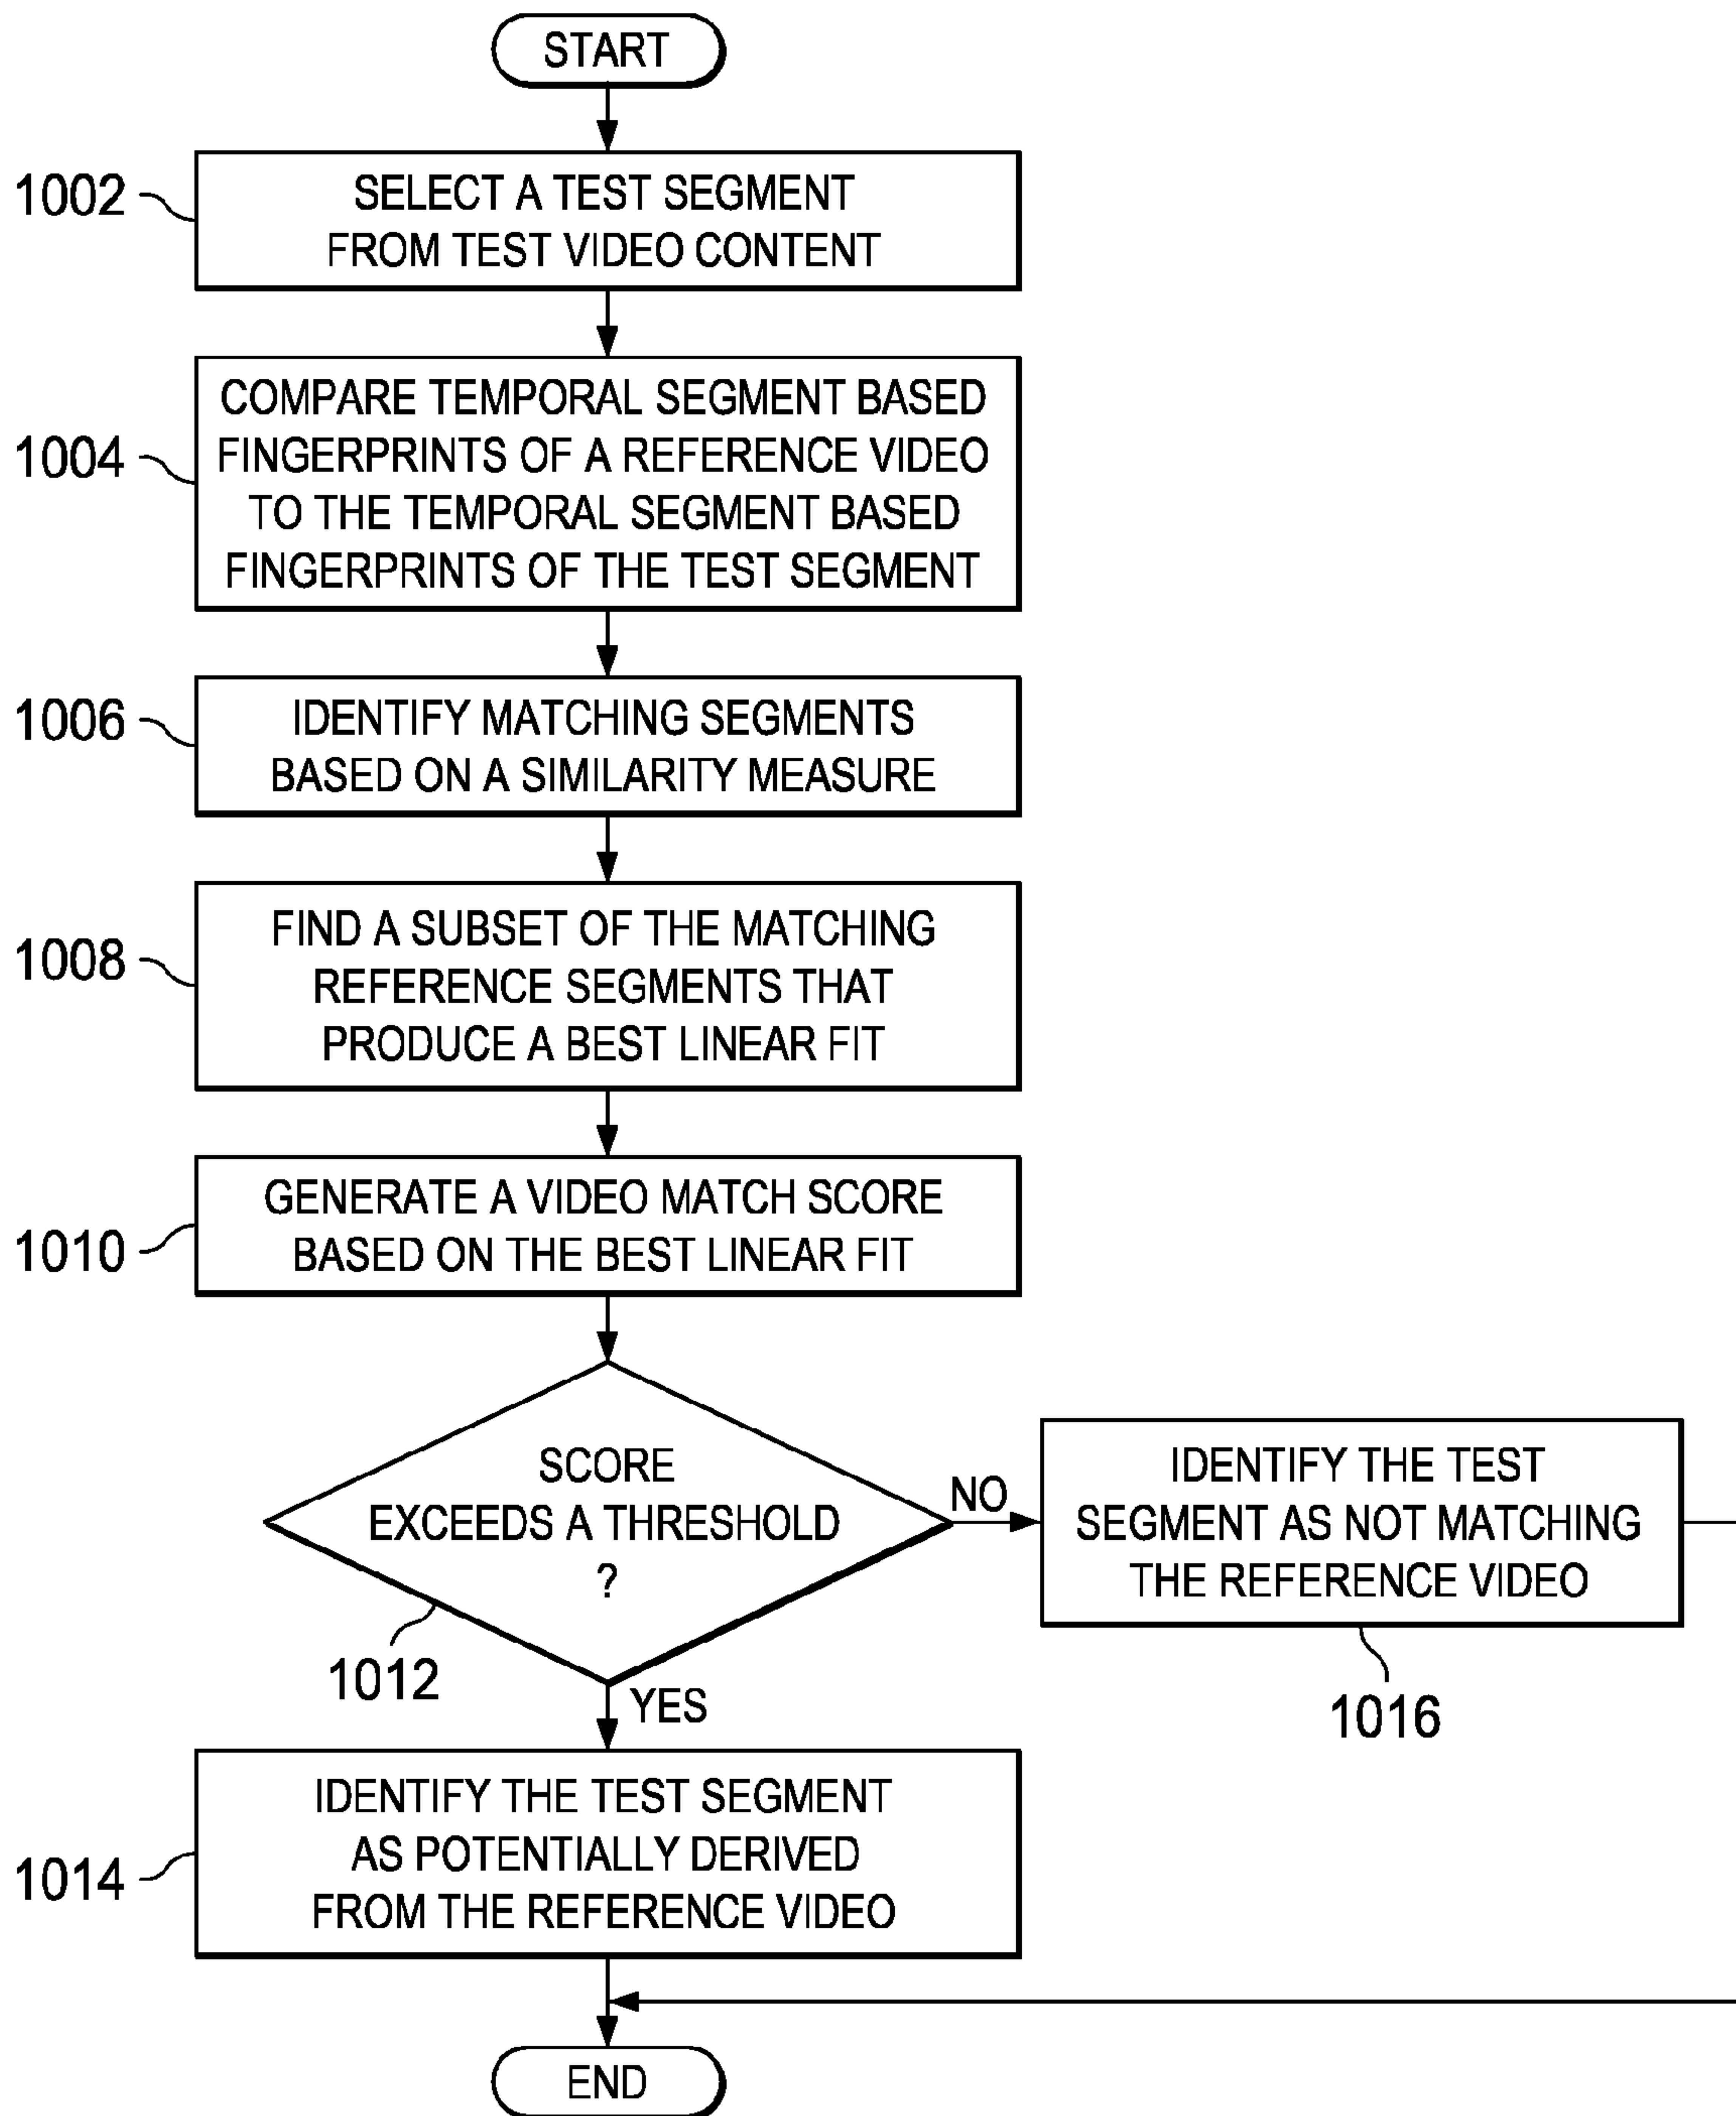 START
1002
SELECT A TEST SEGMENT
FROM TEST VIDEO CONTENT
1004
COMPARE TEMPORAL SEGMENT BASED
FINGERPRINTS OF A REFERENCE VIDEO
TO THE TEMPORAL SEGMENT BASED
FINGERPRINTS OF THE TEST SEGMENT
1006
IDENTIFY MATCHING SEGMENTS
BASED ON A SIMILARITY MEASURE
1008
FIND A SUBSET OF THE MATCHING
REFERENCE SEGMENTS THAT
PRODUCE A BEST LINEAR FIT
1010
GENERATE A VIDEO MATCH SCORE
BASED ON THE BEST LINEAR FIT
SCORE
EXCEEDS A THRESHOLD
?
1012
NO
IDENTIFY THE TEST
SEGMENT AS NOT MATCHING
THE REFERENCE VIDEO
1016
YES
1014
IDENTIFY THE TEST SEGMENT
AS POTENTIALLY DERIVED
FROM THE REFERENCE VIDEO
END